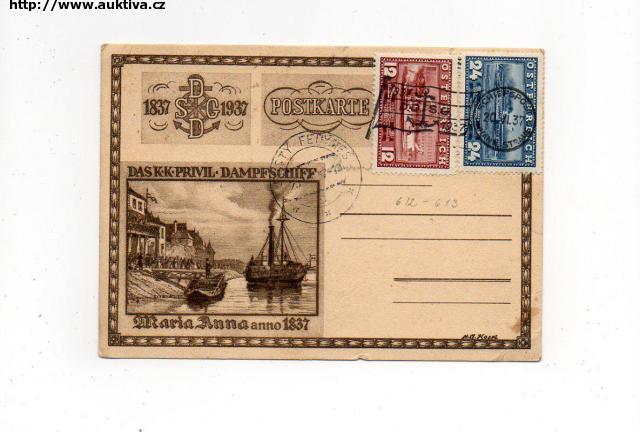 http://www.auktiva.cz
1837 DDSG 1937
POSTKARTE
12 ÖSTERREICH 12
24 ÖSTERREICH 24
DAS K·K·PRIVIL·DAMPFSCHIFF
612 - 613
Maria Anna anno 1837